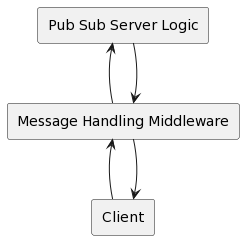 Pub Sub Server Logic
Message Handling Middleware
Client